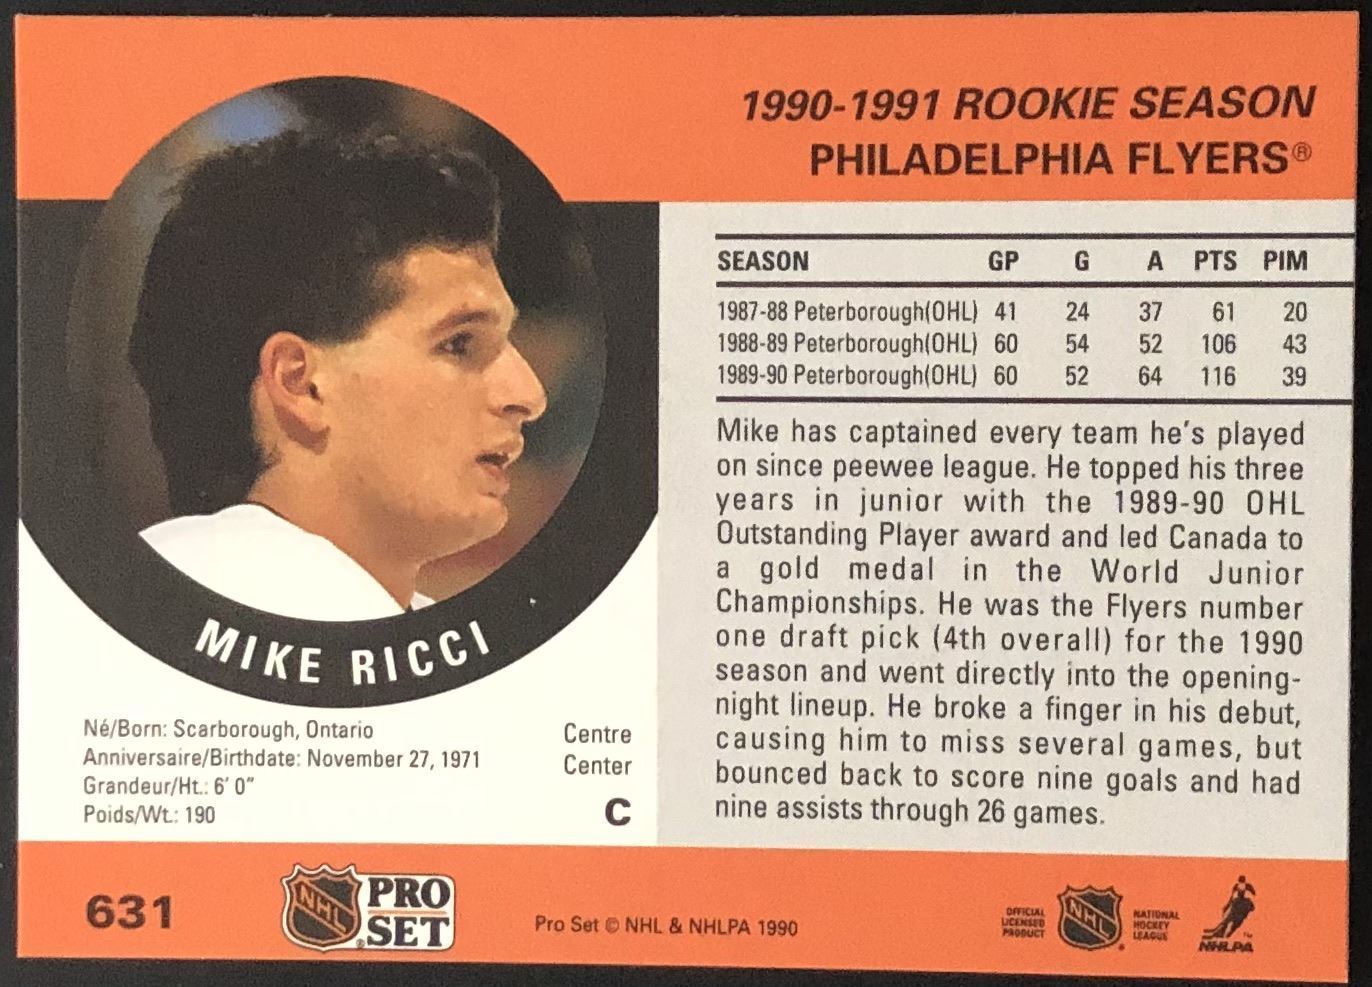 1990-1991 ROOKIE SEASON
PHILADELPHIA FLYERS®
SEASON GP G A PTS PIM
1987-88 Peterborough(OHL) 41 24 37 61 20
1988-89 Peterborough(OHL) 60 54 52 106 43
1989-90 Peterborough(OHL) 60 52 64 116 39
Mike has captained every team he's played
on since peewee league. He topped his three
years in junior with the 1989-90 OHL
Outstanding Player award and led Canada to
a gold medal in the World Junior
Championships. He was the Flyers number
one draft pick (4th overall) for the 1990
season and went directly into the opening-
night lineup. He broke a finger in his debut,
causing him to miss several games, but
bounced back to score nine goals and had
nine assists through 26 games.
MIKE RICCI
Né/Born: Scarborough, Ontario
Anniversaire/Birthdate: November 27, 1971
Grandeur/Ht.: 6' 0"
Poids/Wt.: 190
Centre
Center
C
631
NHL
PRO
SET
Pro Set © NHL & NHLPA 1990
OFFICIAL
LICENSED
PRODUCT
NHL
NATIONAL
HOCKEY
LEAGUE
NHLPA